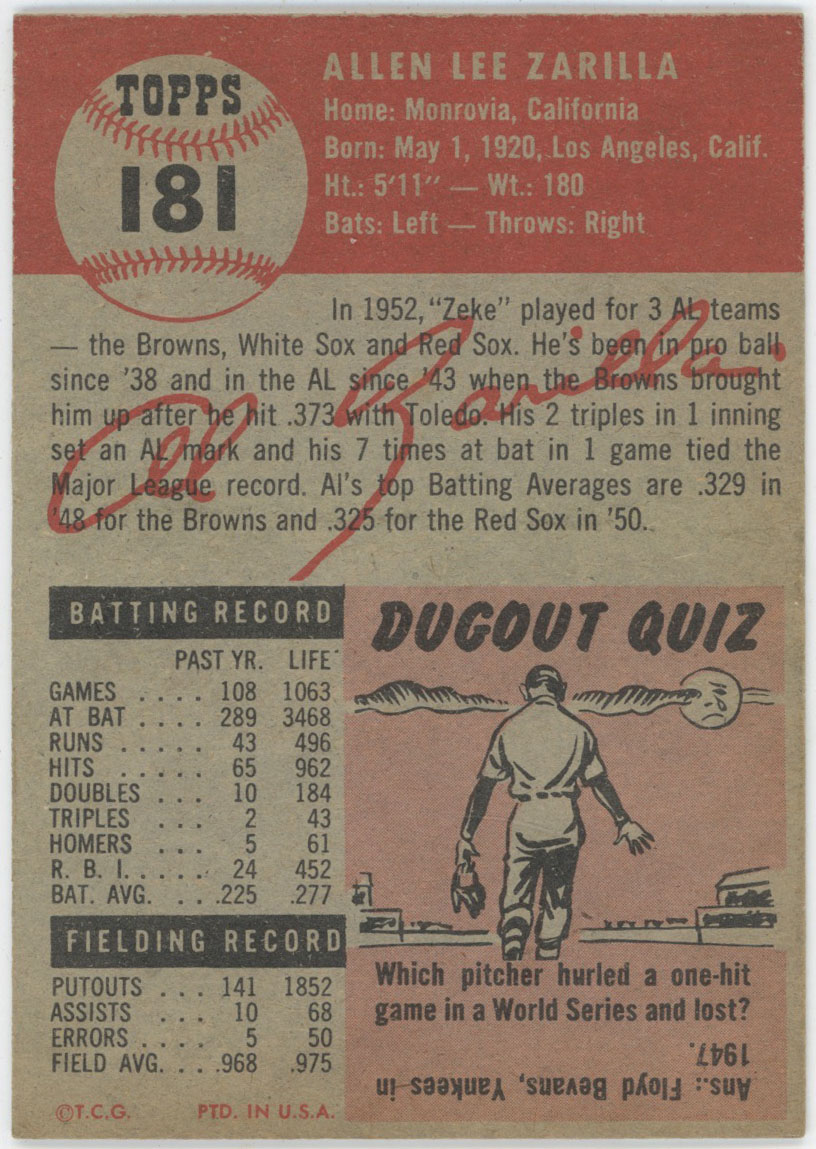 TOPPS
181
ALLEN LEE ZARILLA
Home: Monrovia, California
Born: May 1, 1920, Los Angeles, Calif.
Ht.: 5'11" — Wt.: 180
Bats: Left — Throws: Right
In 1952, "Zeke" played for 3 AL teams
— the Browns, White Sox and Red Sox. He's been in pro ball
since '38 and in the AL since '43 when the Browns brought
him up after he hit .373 with Toledo. His 2 triples in 1 inning
set an AL mark and his 7 times at bat in 1 game tied the
Major League record. Al's top Batting Averages are .329 in
'48 for the Browns and .325 for the Red Sox in '50.
Al Zarilla
BATTING RECORD
PAST YR. LIFE
GAMES .... 108 1063
AT BAT .... 289 3468
RUNS ..... 43 496
HITS ..... 65 962
DOUBLES ... 10 184
TRIPLES ... 2 43
HOMERS ... 5 61
R. B. I. .... 24 452
BAT. AVG. ... .225 .277
FIELDING RECORD
PUTOUTS ... 141 1852
ASSISTS ... 10 68
ERRORS .... 5 50
FIELD AVG. ... .968 .975
©T.C.G. PTD. IN U.S.A.
DUGOUT QUIZ
Which pitcher hurled a one-hit
game in a World Series and lost?
Ans.: Floyd Bevans, Yankees in
1947.